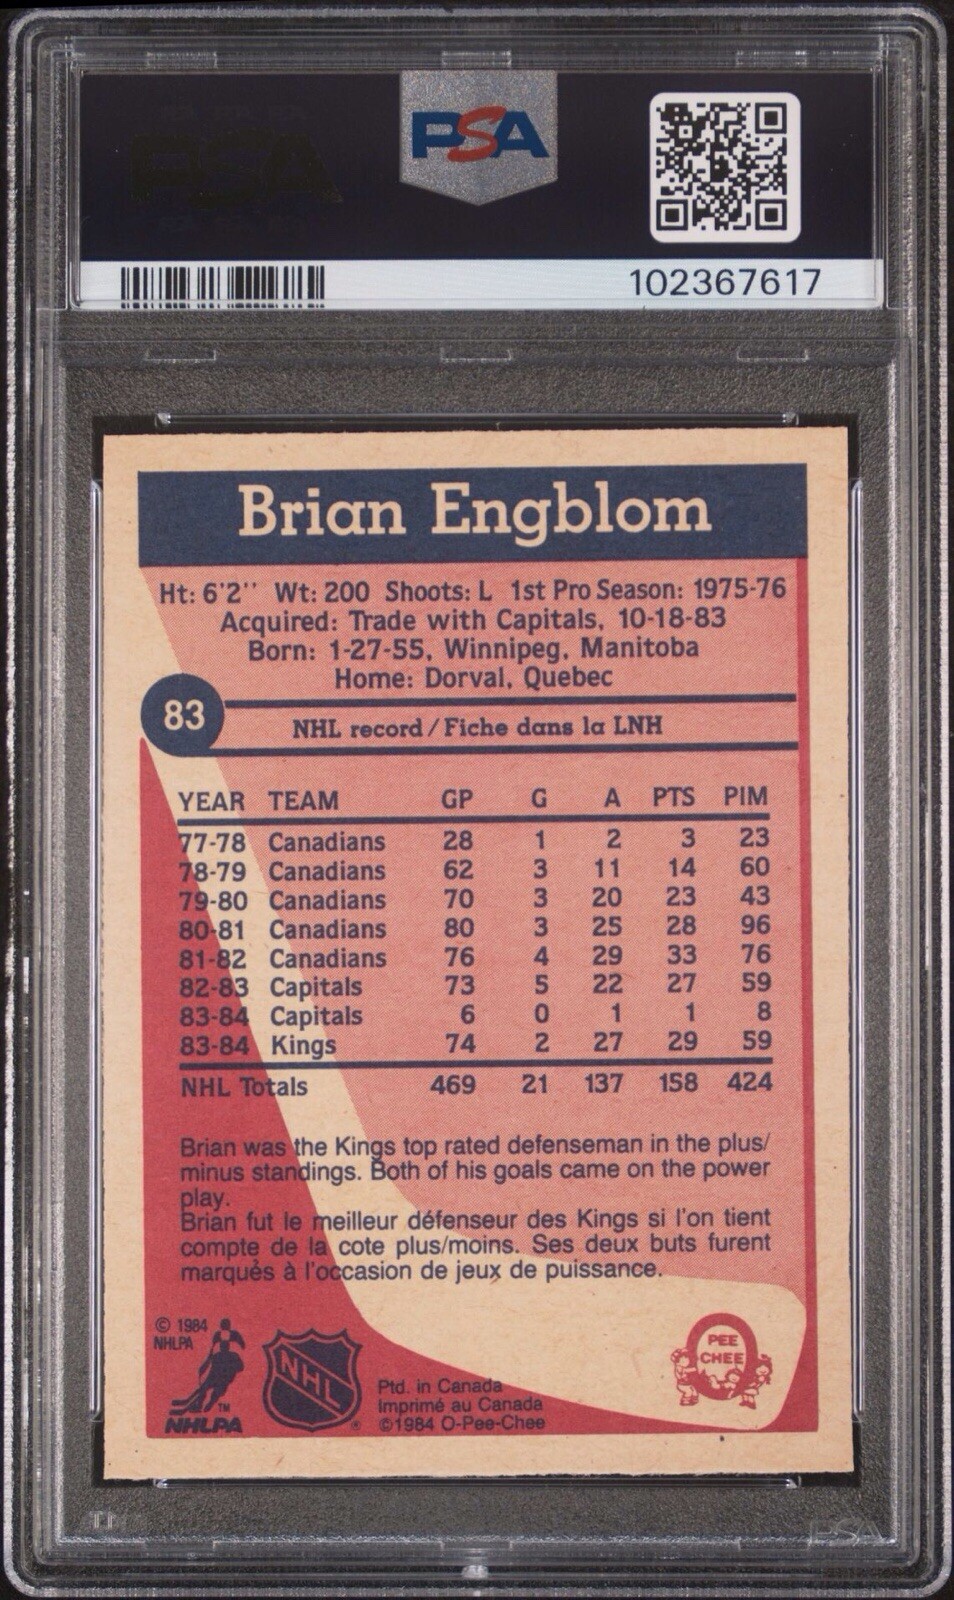 PSA
102367617
Brian Engblom
Ht: 6'2'' Wt: 200 Shoots: L 1st Pro Season: 1975-76
Acquired: Trade with Capitals, 10-18-83
Born: 1-27-55, Winnipeg, Manitoba
Home: Dorval, Quebec
83
NHL record/Fiche dans la LNH
YEAR TEAM GP G A PTS PIM
77-78 Canadians 28 1 2 3 23
78-79 Canadians 62 3 11 14 60
79-80 Canadians 70 3 20 23 43
80-81 Canadians 80 3 25 28 96
81-82 Canadians 76 4 29 33 76
82-83 Capitals 73 5 22 27 59
83-84 Capitals 6 0 1 1 8
83-84 Kings 74 2 27 29 59
NHL Totals 469 21 137 158 424
Brian was the Kings top rated defenseman in the plus/
minus standings. Both of his goals came on the power
play.
Brian fut le meilleur défenseur des Kings si l'on tient
compte de la cote plus/moins. Ses deux buts furent
marqués à l'occasion de jeux de puissance.
© 1984
NHLPA
TM
NHLPA
NHL
®
Ptd. in Canada
Imprimé au Canada
©1984 O-Pee-Chee
PEE
CHEE
PSA